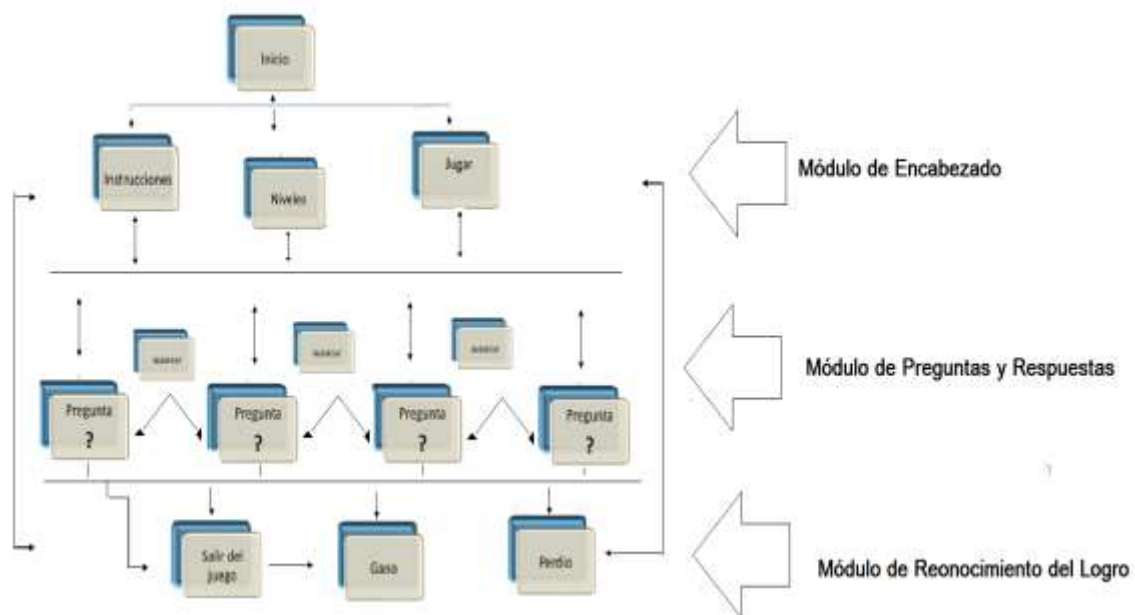 Inicio
Instrucciones
Niveles
Jugar
Módulo de Encabezado
Pregunta
?
Pregunta
?
Pregunta
?
Pregunta
?
Módulo de Preguntas y Respuestas
Salir del
juego
Gano
Perdio
Módulo de Reonocimiento del Logro